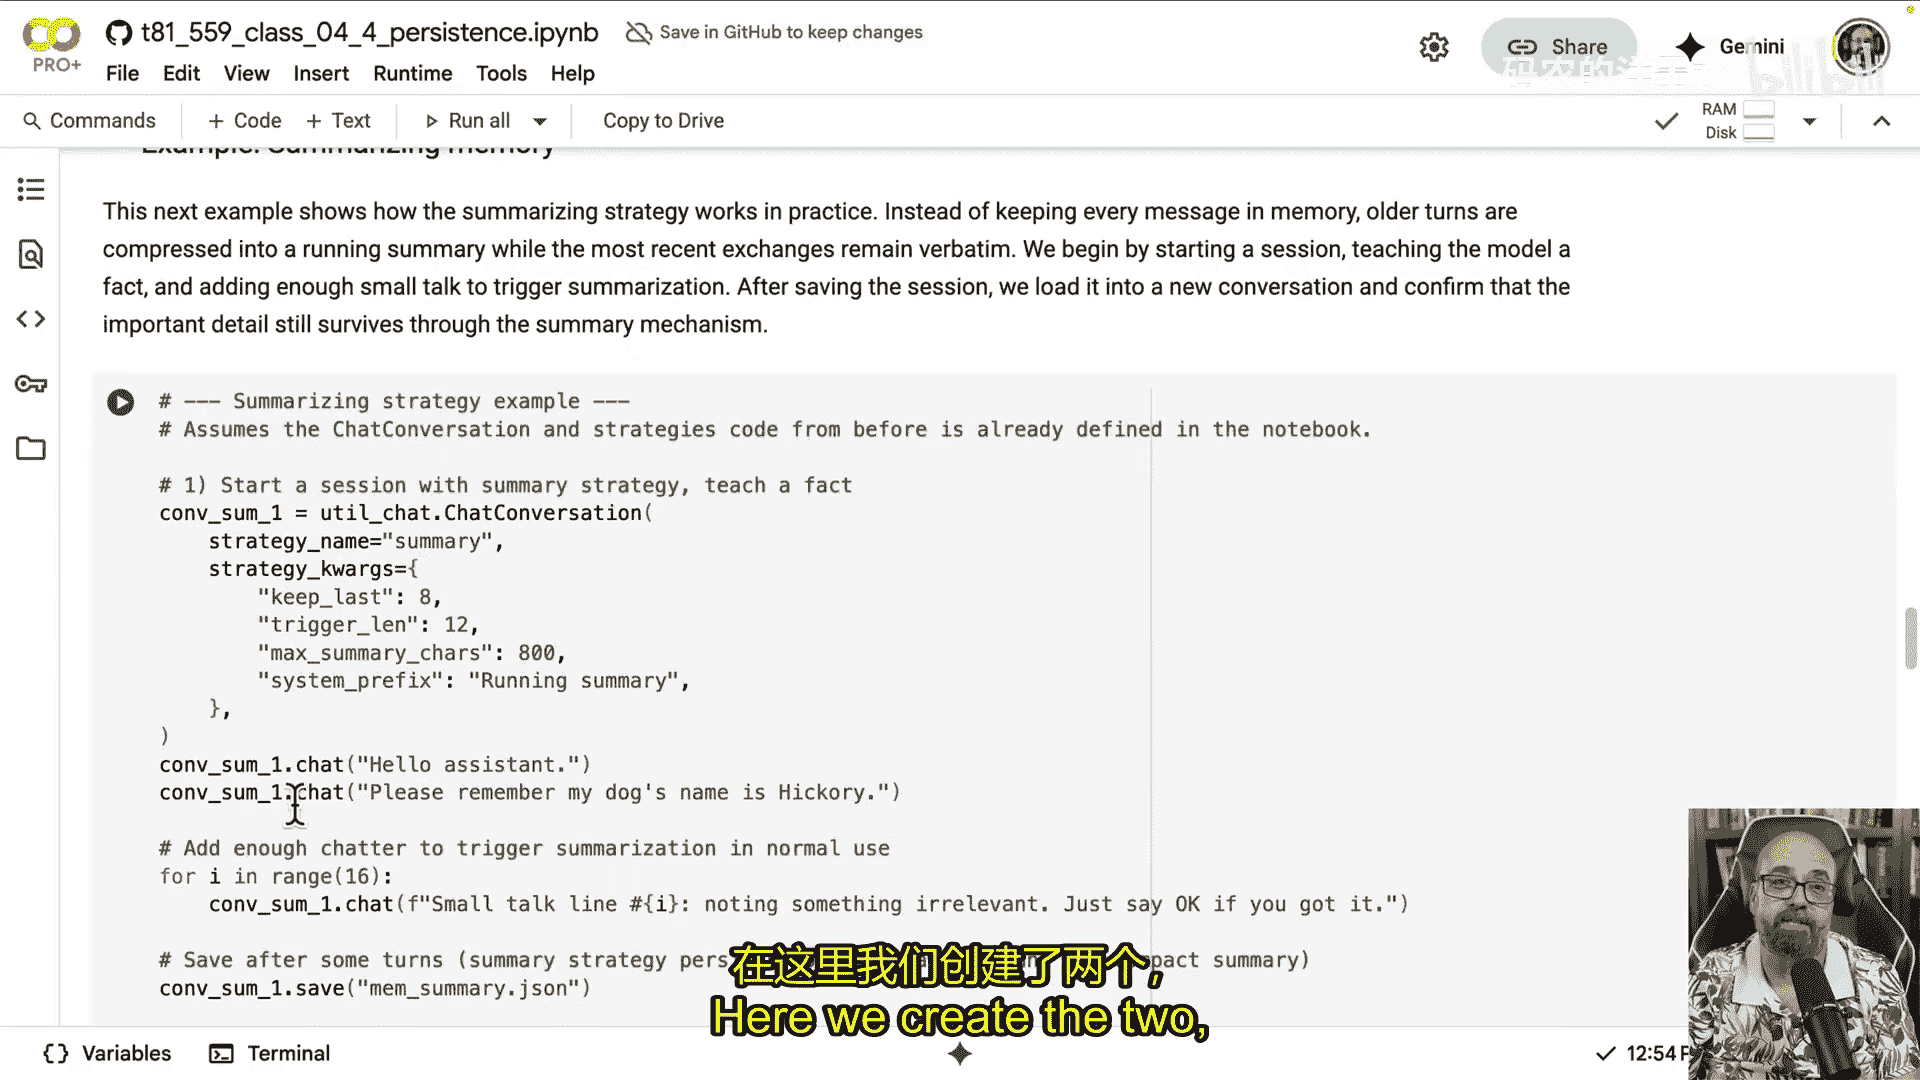 t81_559_class_04_4_persistence.ipynb
Save in GitHub to keep changes
Share
Gemini
PRO+
File Edit View Insert Runtime Tools Help
Commands
+ Code + Text
Run all
Copy to Drive
RAM
Disk
Example: Summarizing memory
This next example shows how the summarizing strategy works in practice. Instead of keeping every message in memory, older turns are
compressed into a running summary while the most recent exchanges remain verbatim. We begin by starting a session, teaching the model a
fact, and adding enough small talk to trigger summarization. After saving the session, we load it into a new conversation and confirm that the
important detail still survives through the summary mechanism.
# --- Summarizing strategy example ---
# Assumes the ChatConversation and strategies code from before is already defined in the notebook.
# 1) Start a session with summary strategy, teach a fact
conv_sum_1 = util_chat.ChatConversation(
strategy_name="summary",
strategy_kwargs={
"keep_last": 8,
"trigger_len": 12,
"max_summary_chars": 800,
"system_prefix": "Running summary",
},
)
conv_sum_1.chat("Hello assistant.")
conv_sum_1.chat("Please remember my dog's name is Hickory.")
# Add enough chatter to trigger summarization in normal use
for i in range(16):
conv_sum_1.chat(f"Small talk line #{i}: noting something irrelevant. Just say OK if you got it.")
# Save after some turns (summary strategy pers
pact summary)
conv_sum_1.save("mem_summary.json")
在这里我们创建了两个,
Here we create the two,
Variables
Terminal
12:54